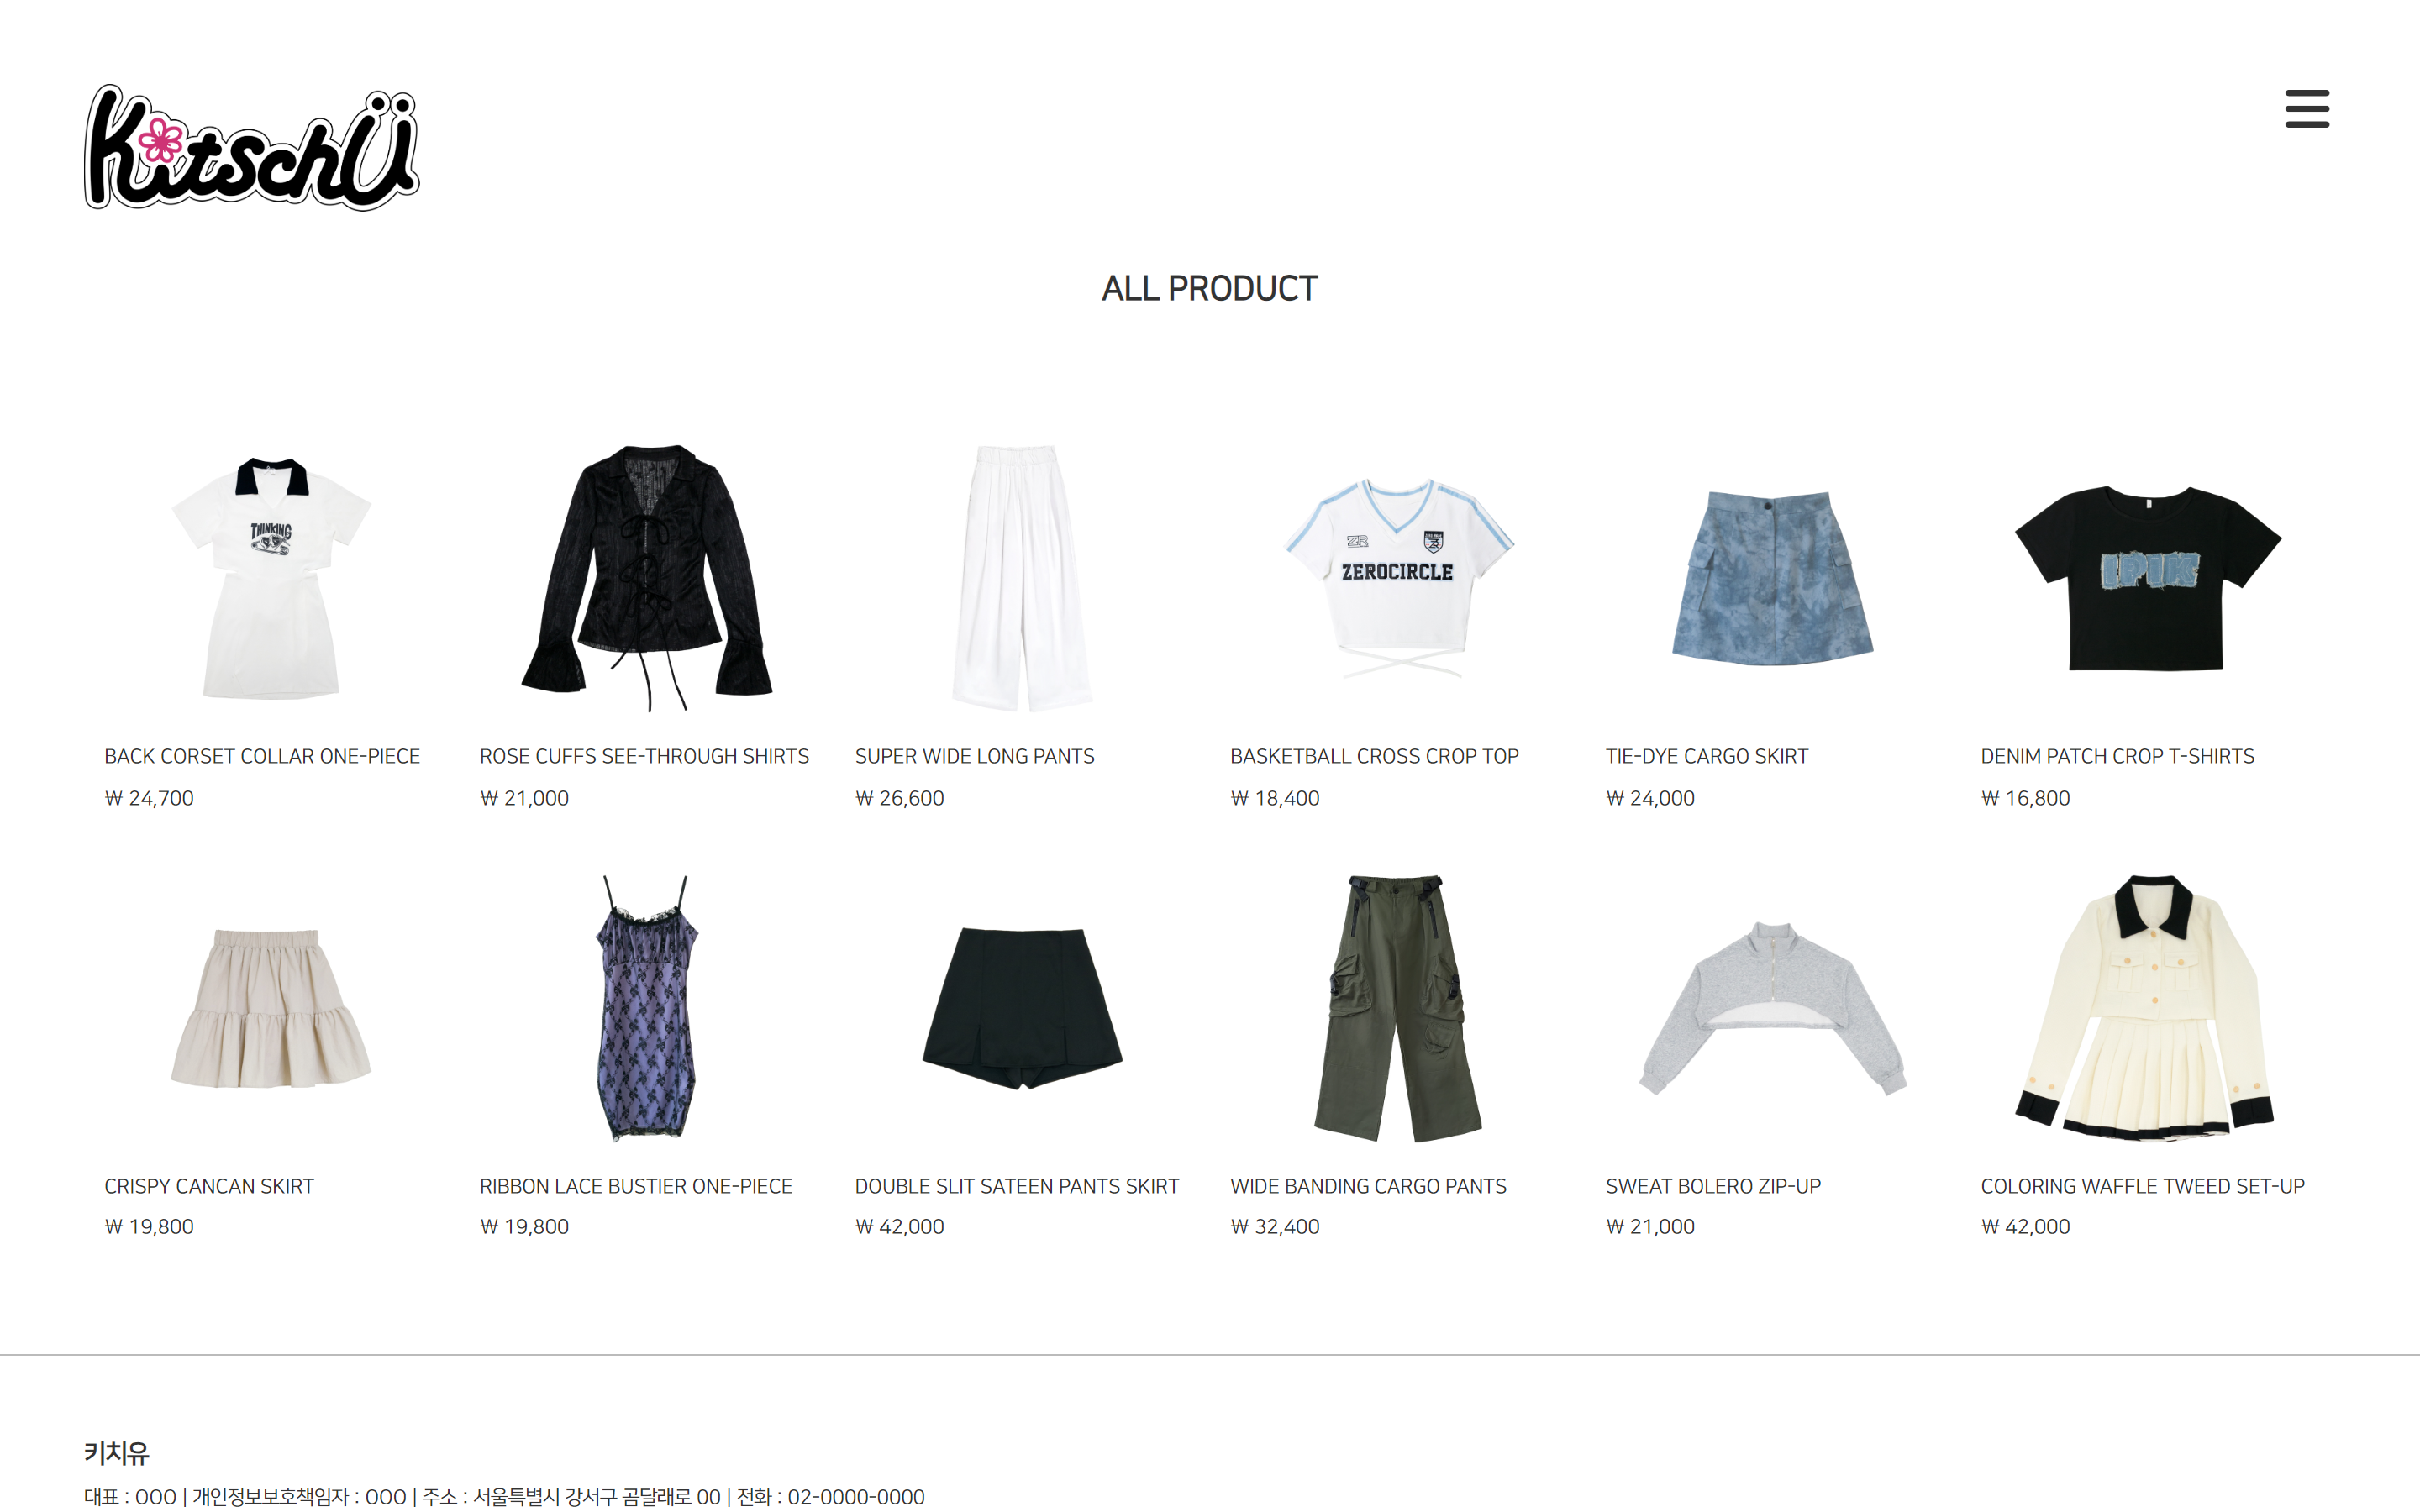 KitschÜ
ALL PRODUCT
THINKING
ZR
ZEROCIRCLE
IPIK
BACK CORSET COLLAR ONE-PIECE
₩ 24,700
ROSE CUFFS SEE-THROUGH SHIRTS
₩ 21,000
SUPER WIDE LONG PANTS
₩ 26,600
BASKETBALL CROSS CROP TOP
₩ 18,400
TIE-DYE CARGO SKIRT
₩ 24,000
DENIM PATCH CROP T-SHIRTS
₩ 16,800
CRISPY CANCAN SKIRT
₩ 19,800
RIBBON LACE BUSTIER ONE-PIECE
₩ 19,800
DOUBLE SLIT SATEEN PANTS SKIRT
₩ 42,000
WIDE BANDING CARGO PANTS
₩ 32,400
SWEAT BOLERO ZIP-UP
₩ 21,000
COLORING WAFFLE TWEED SET-UP
₩ 42,000
키치유
대표 : OOO | 개인정보보호책임자 : OOO | 주소 : 서울특별시 강서구 곰달래로 00 | 전화 : 02-0000-0000